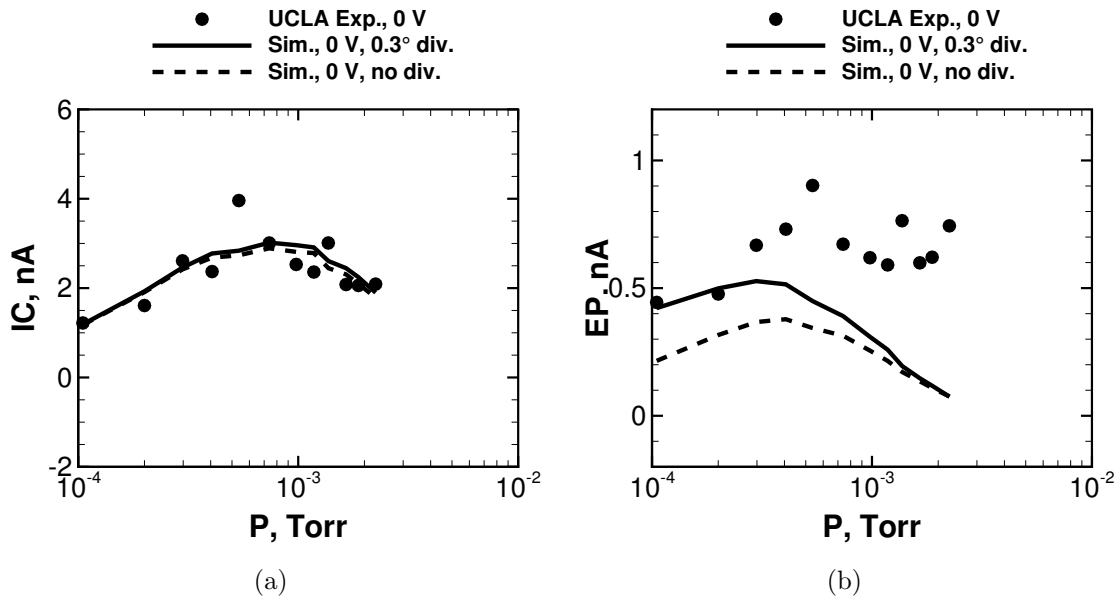 UCLA Exp., 0 V
Sim., 0 V, 0.3° div.
Sim., 0 V, no div.
IC, nA
6
4
2
0
-2
10-4
10-3
10-2
P, Torr
(a)
UCLA Exp., 0 V
Sim., 0 V, 0.3° div.
Sim., 0 V, no div.
EP, nA
1
0.5
0
10-4
10-3
10-2
P, Torr
(b)